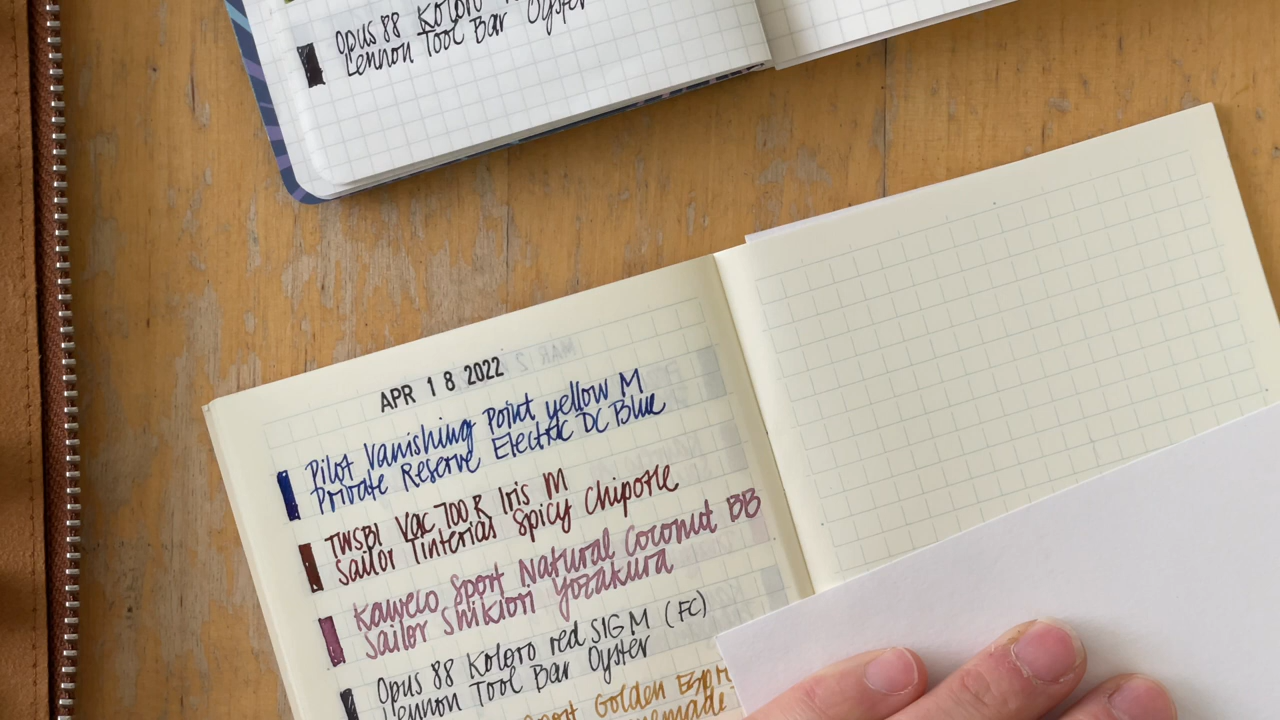 Opus 88 Koloro
Lennon Tool Bar Oyster
APR 18 2022
Pilot Vanishing Point yellow M
Private Reserve Electric DC Blue
TWSBI Vac 700R Iris M
Sailor Tinterias Spicy Chipotle
Kaweco Sport Natural Coconut BB
Sailor Shikiori Yozakura
Opus 88 Koloro red SIG M (FC)
Lennon Tool Bar Oyster
Golden